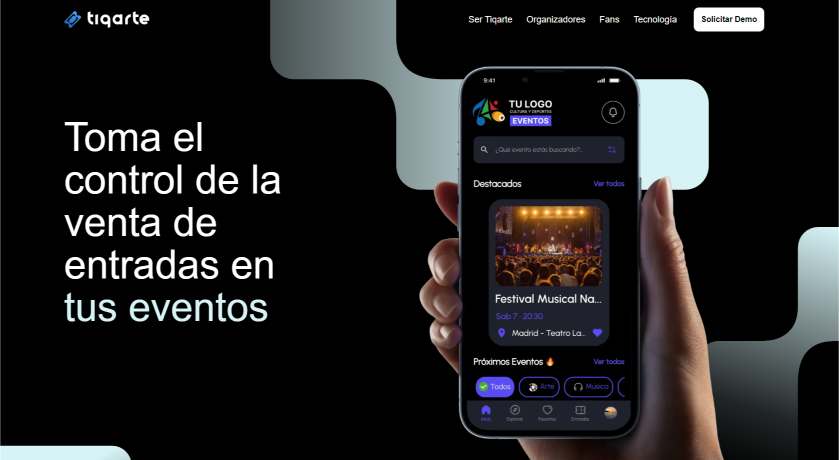 tiqarte
Ser Tiqarte
Organizadores
Fans
Tecnología
Solicitar Demo
Toma el
control de la
venta de
entradas en
tus eventos
9:41
TU LOGO
CULTURA Y DEPORTES
EVENTOS
¿Qué evento estás buscando?..
Destacados
Ver todos
Festival Musical Na...
Sab 7 · 20:30
Madrid - Teatro La...
Próximos Eventos 🔥
Ver todos
Todos
Arte
Música
Inicio
Explorar
Favoritos
Entradas